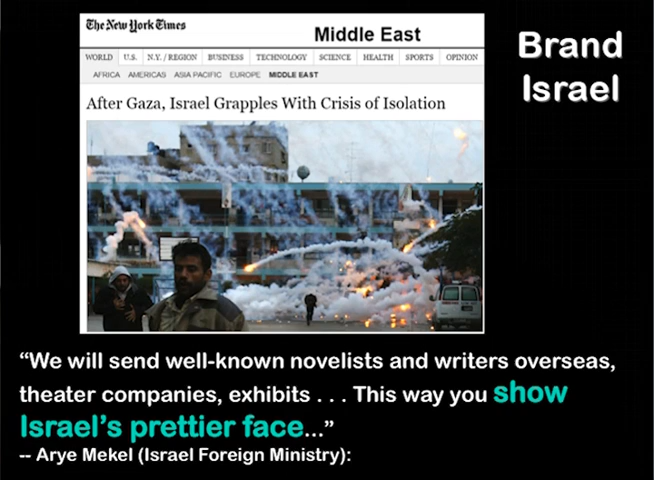 The New York Times
Middle East
WORLD U.S. N.Y. / REGION BUSINESS TECHNOLOGY SCIENCE HEALTH SPORTS OPINION
AFRICA AMERICAS ASIA PACIFIC EUROPE MIDDLE EAST
After Gaza, Israel Grapples With Crisis of Isolation
Brand
Israel
“We will send well-known novelists and writers overseas,
theater companies, exhibits . . . This way you show
Israel’s prettier face...”
-- Arye Mekel (Israel Foreign Ministry):